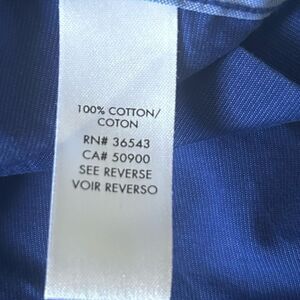 100% COTTON/
COTON
RN# 36543
CA# 50900
SEE REVERSE
VOIR REVERSO